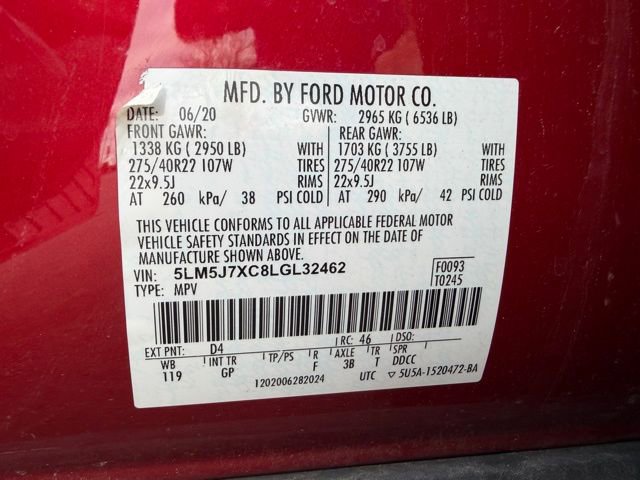 MFD. BY FORD MOTOR CO.
DATE: 06/20 GVWR: 2965 KG ( 6536 LB)
FRONT GAWR: REAR GAWR:
1338 KG ( 2950 LB) WITH 1703 KG ( 3755 LB) WITH
275/40R22 107W TIRES 275/40R22 107W TIRES
22x9.5J RIMS 22x9.5J RIMS
AT 260 kPa/ 38 PSI COLD AT 290 kPa/ 42 PSI COLD
THIS VEHICLE CONFORMS TO ALL APPLICABLE FEDERAL MOTOR
VEHICLE SAFETY STANDARDS IN EFFECT ON THE DATE OF
MANUFACTURE SHOWN ABOVE.
VIN: 5LM5J7XC8LGL32462 F0093
TYPE: MPV T0245
EXT PNT: D4 RC: 46 DSO:
WB INT TR TP/PS R AXLE TR SPR
119 GP F 3B T DDCC
1202006282024 UTC ▽ 5U5A-1520472-BA